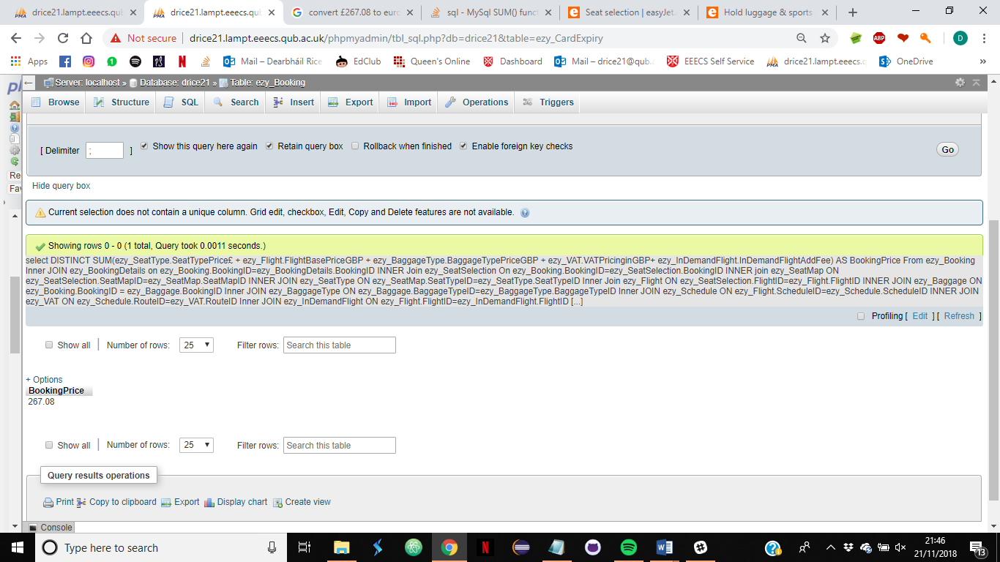 drice21.lampt.eeecs.qub
drice21.lampt.eeecs.qub
convert £267.08 to euro
sql - MySql SUM() funct
Seat selection | easyJet.
Hold luggage & sports
Not secure | drice21.lampt.eeecs.qub.ac.uk/phpmyadmin/tbl_sql.php?db=drice21&table=ezy_CardExpiry
ABP
D
Apps
Mail – Dearbháil Rice
EdClub
Queen's Online
Dashboard
Mail – drice21@qub.
EEECS Self Service
drice21.lampt.eeecs.q
OneDrive
Server: localhost » Database: drice21 » Table: ezy_Booking
Browse Structure SQL Search Insert Export Import Operations Triggers
Re
Fav
[ Delimiter ; ] Show this query here again Retain query box Rollback when finished Enable foreign key checks Go
Hide query box
Current selection does not contain a unique column. Grid edit, checkbox, Edit, Copy and Delete features are not available.
Showing rows 0 - 0 (1 total, Query took 0.0011 seconds.)
select DISTINCT SUM(ezy_SeatType.SeatTypePrice£ + ezy_Flight.FlightBasePriceGBP + ezy_BaggageType.BaggageTypePriceGBP + ezy_VAT.VATPricinginGBP+ ezy_InDemandFlight.InDemandFlightAddFee) AS BookingPrice From ezy_Booking
Inner JOIN ezy_BookingDetails on ezy_Booking.BookingID=ezy_BookingDetails.BookingID INNER Join ezy_SeatSelection On ezy_Booking.BookingID=ezy_SeatSelection.BookingID INNER join ezy_SeatMap ON
ezy_SeatSelection.SeatMapID=ezy_SeatMap.SeatMapID INNER JOIN ezy_SeatType ON ezy_SeatMap.SeatTypeID=ezy_SeatType.SeatTypeID Inner Join ezy_Flight ON ezy_SeatSelection.FlightID=ezy_Flight.FlightID INNER JOIN ezy_Baggage ON
ezy_Booking.BookingID = ezy_Baggage.BookingID Inner JOIN ezy_BaggageType ON ezy_Baggage.BaggageTypeID=ezy_BaggageType.BaggageTypeID Inner JOIN ezy_Schedule ON ezy_Flight.ScheduleID=ezy_Schedule.ScheduleID INNER JOIN
ezy_VAT ON ezy_Schedule.RouteID=ezy_VAT.RouteID Inner JOIN ezy_InDemandFlight ON ezy_Flight.FlightID=ezy_InDemandFlight.FlightID [...]
Profiling [ Edit ] [ Refresh ]
Show all | Number of rows: 25 Filter rows: Search this table
+ Options
BookingPrice
267.08
Show all | Number of rows: 25 Filter rows: Search this table
Query results operations
Print Copy to clipboard Export Display chart Create view
Console
Type here to search
21:46
21/11/2018
13